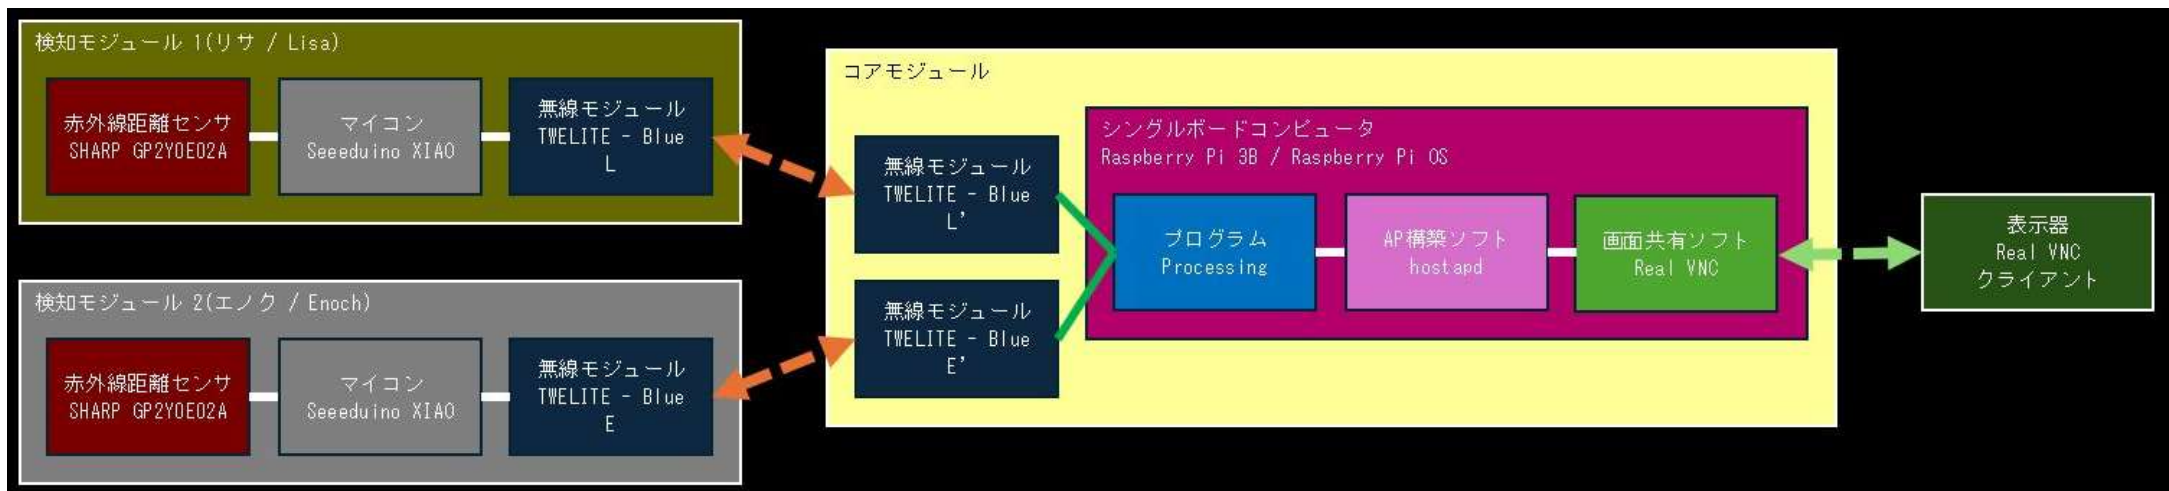 検知モジュール 1(リサ / Lisa)
赤外線距離センサ
SHARP GP2Y0E02A
マイコン
Seeeduino XIAO
無線モジュール
TWELITE - Blue
L
検知モジュール 2(エノク / Enoch)
赤外線距離センサ
SHARP GP2Y0E02A
マイコン
Seeeduino XIAO
無線モジュール
TWELITE - Blue
E
コアモジュール
無線モジュール
TWELITE - Blue
L’
無線モジュール
TWELITE - Blue
E’
シングルボードコンピュータ
Raspberry Pi 3B / Raspberry Pi OS
プログラム
Processing
AP構築ソフト
hostapd
画面共有ソフト
Real VNC
表示器
Real VNC
クライアント